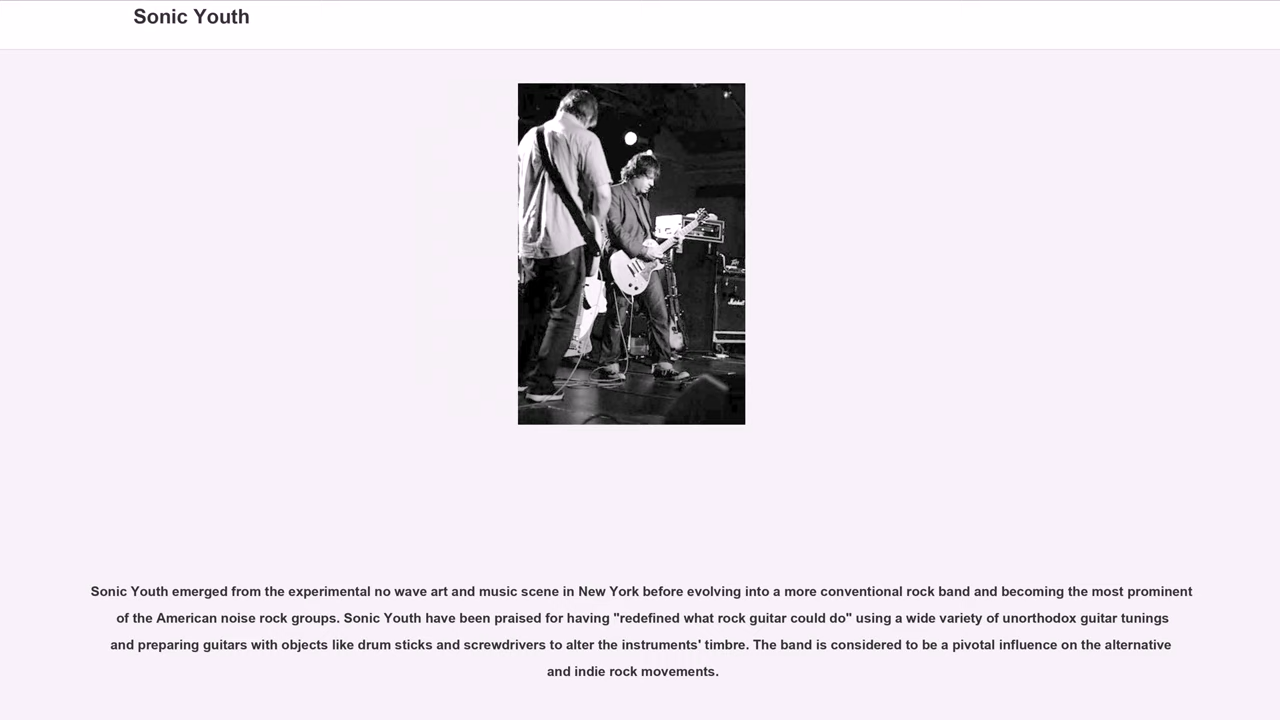 Sonic Youth
Sonic Youth emerged from the experimental no wave art and music scene in New York before evolving into a more conventional rock band and becoming the most prominent
of the American noise rock groups. Sonic Youth have been praised for having "redefined what rock guitar could do" using a wide variety of unorthodox guitar tunings
and preparing guitars with objects like drum sticks and screwdrivers to alter the instruments' timbre. The band is considered to be a pivotal influence on the alternative
and indie rock movements.